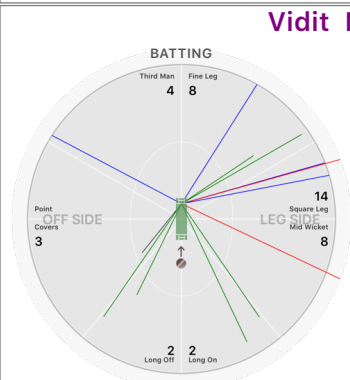 Vidit
BATTING
Third Man Fine Leg
4 8
14
Point Square Leg
OFF SIDE LEG SIDE
Covers Mid Wicket
3 8
2 2
Long Off Long On